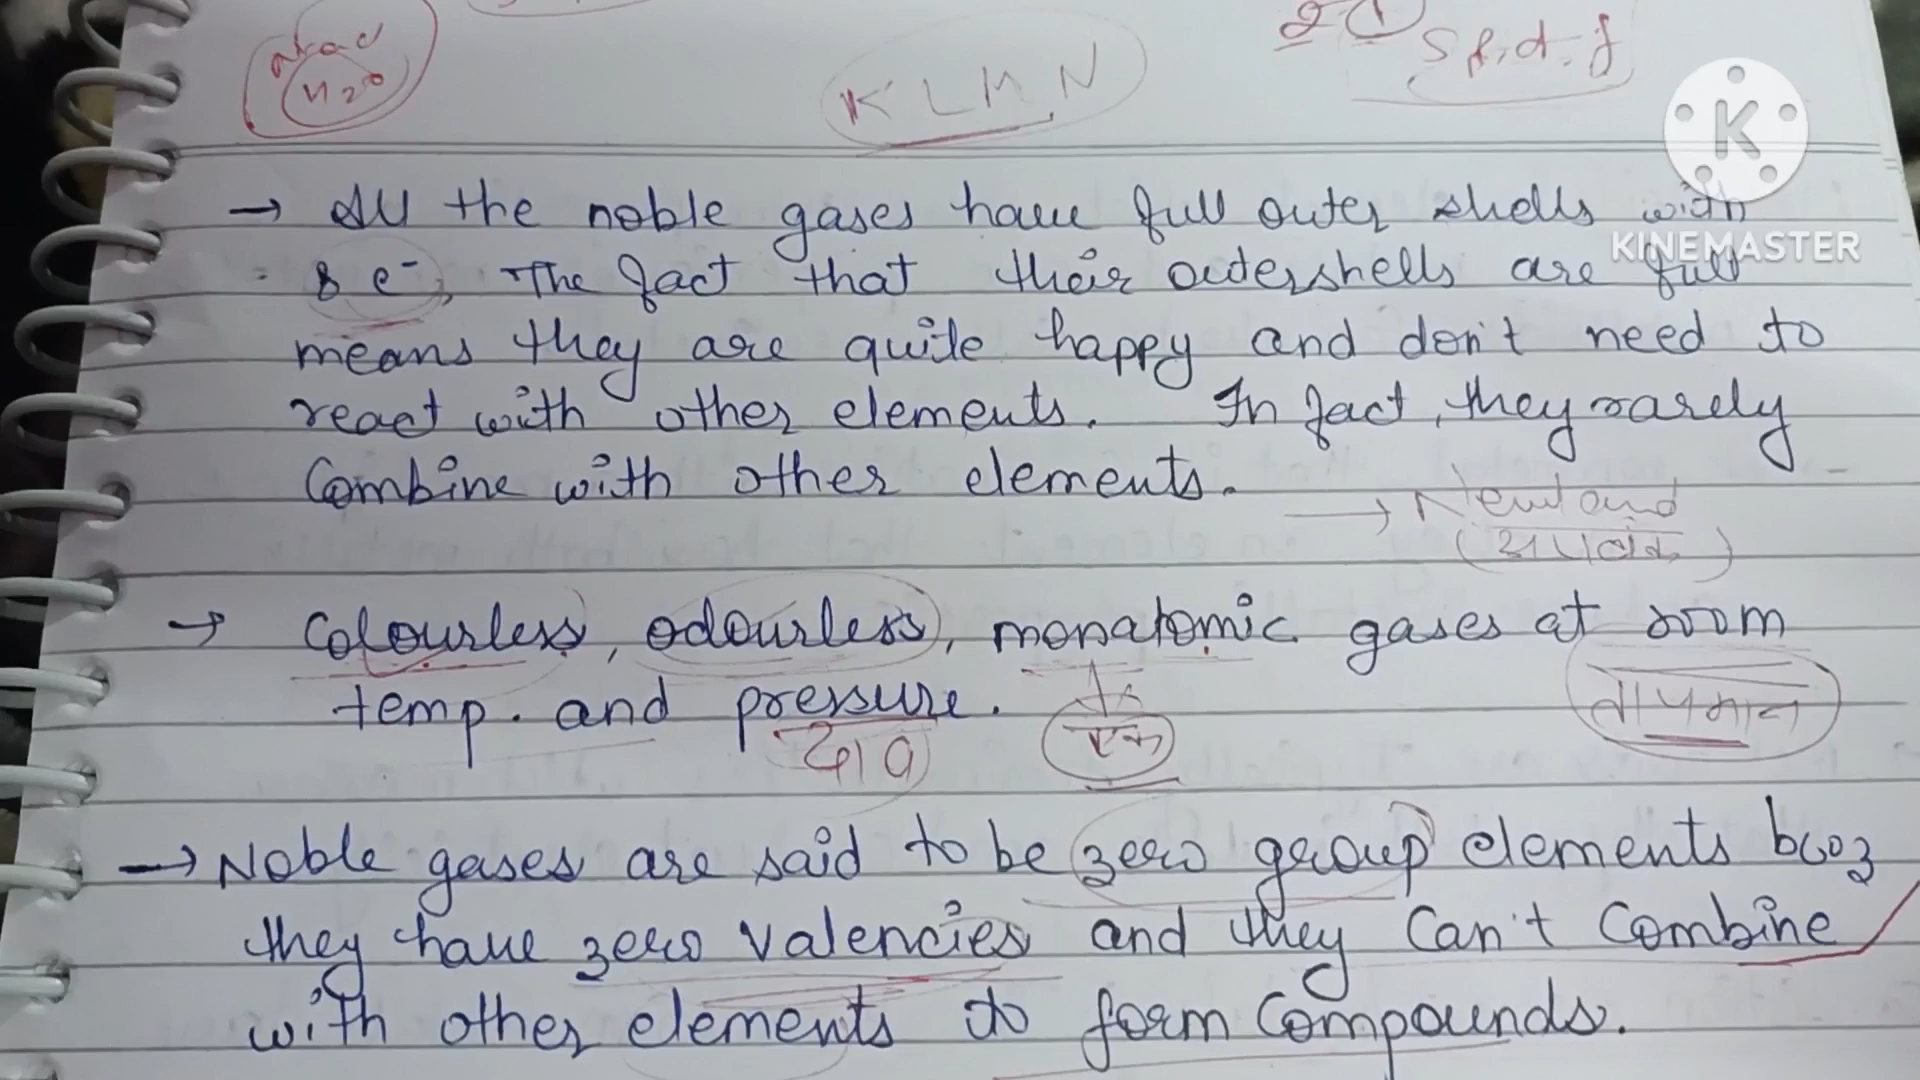 H2O
K L M N
S P, d, f
→ All the noble gases have full outer shells with
8 e⁻, The fact that their outershells are full
KINEMASTER
means they are quite happy and don't need to
react with other elements. In fact, they rarely
Combine with other elements.
→ Newland
→ Colourless, odourless, monatomic gases at room
temp. and pressure.
एक
तापमान
दाब
→ Noble gases are said to be zero group elements bcoz
they have zero valencies and they Can't Combine
with other elements to form Compounds.